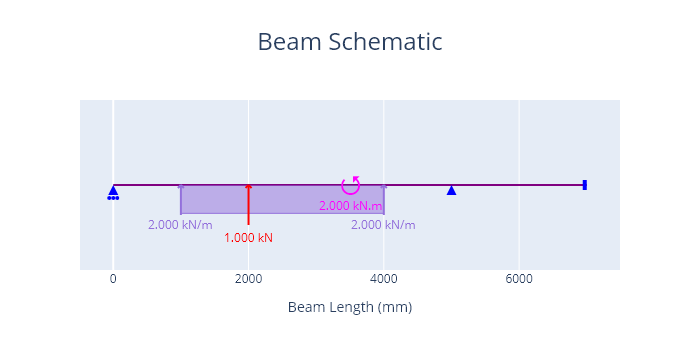 Beam Schematic
2.000 kN.m
2.000 kN/m
2.000 kN/m
1.000 kN
0
2000
4000
6000
Beam Length (mm)